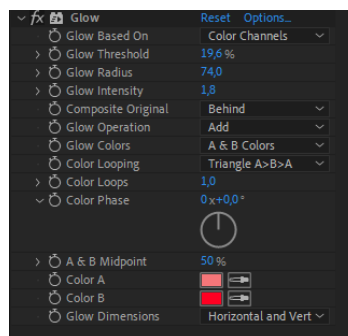 fx Glow Reset Options...
Glow Based On Color Channels
Glow Threshold 19,6 %
Glow Radius 74,0
Glow Intensity 1,8
Composite Original Behind
Glow Operation Add
Glow Colors A & B Colors
Color Looping Triangle A>B>A
Color Loops 1,0
Color Phase 0 x+0,0 °
A & B Midpoint 50 %
Color A
Color B
Glow Dimensions Horizontal and Vert